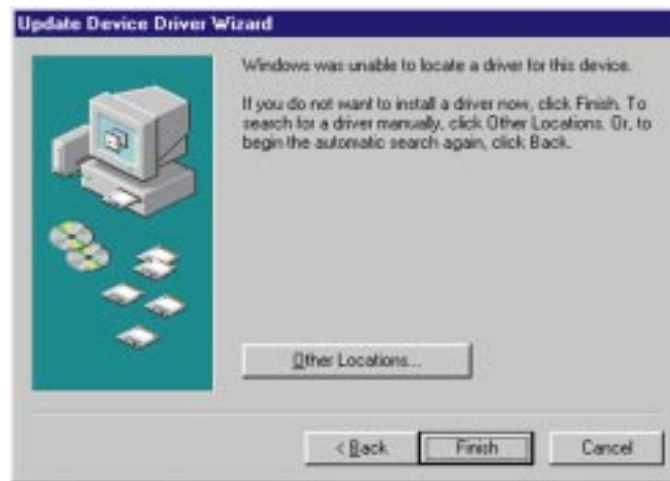 Update Device Driver Wizard
Windows was unable to locate a driver for this device.
If you do not want to install a driver now, click Finish. To
search for a driver manually, click Other Locations. Or, to
begin the automatic search again, click Back.
Other Locations...
< Back
Finish
Cancel